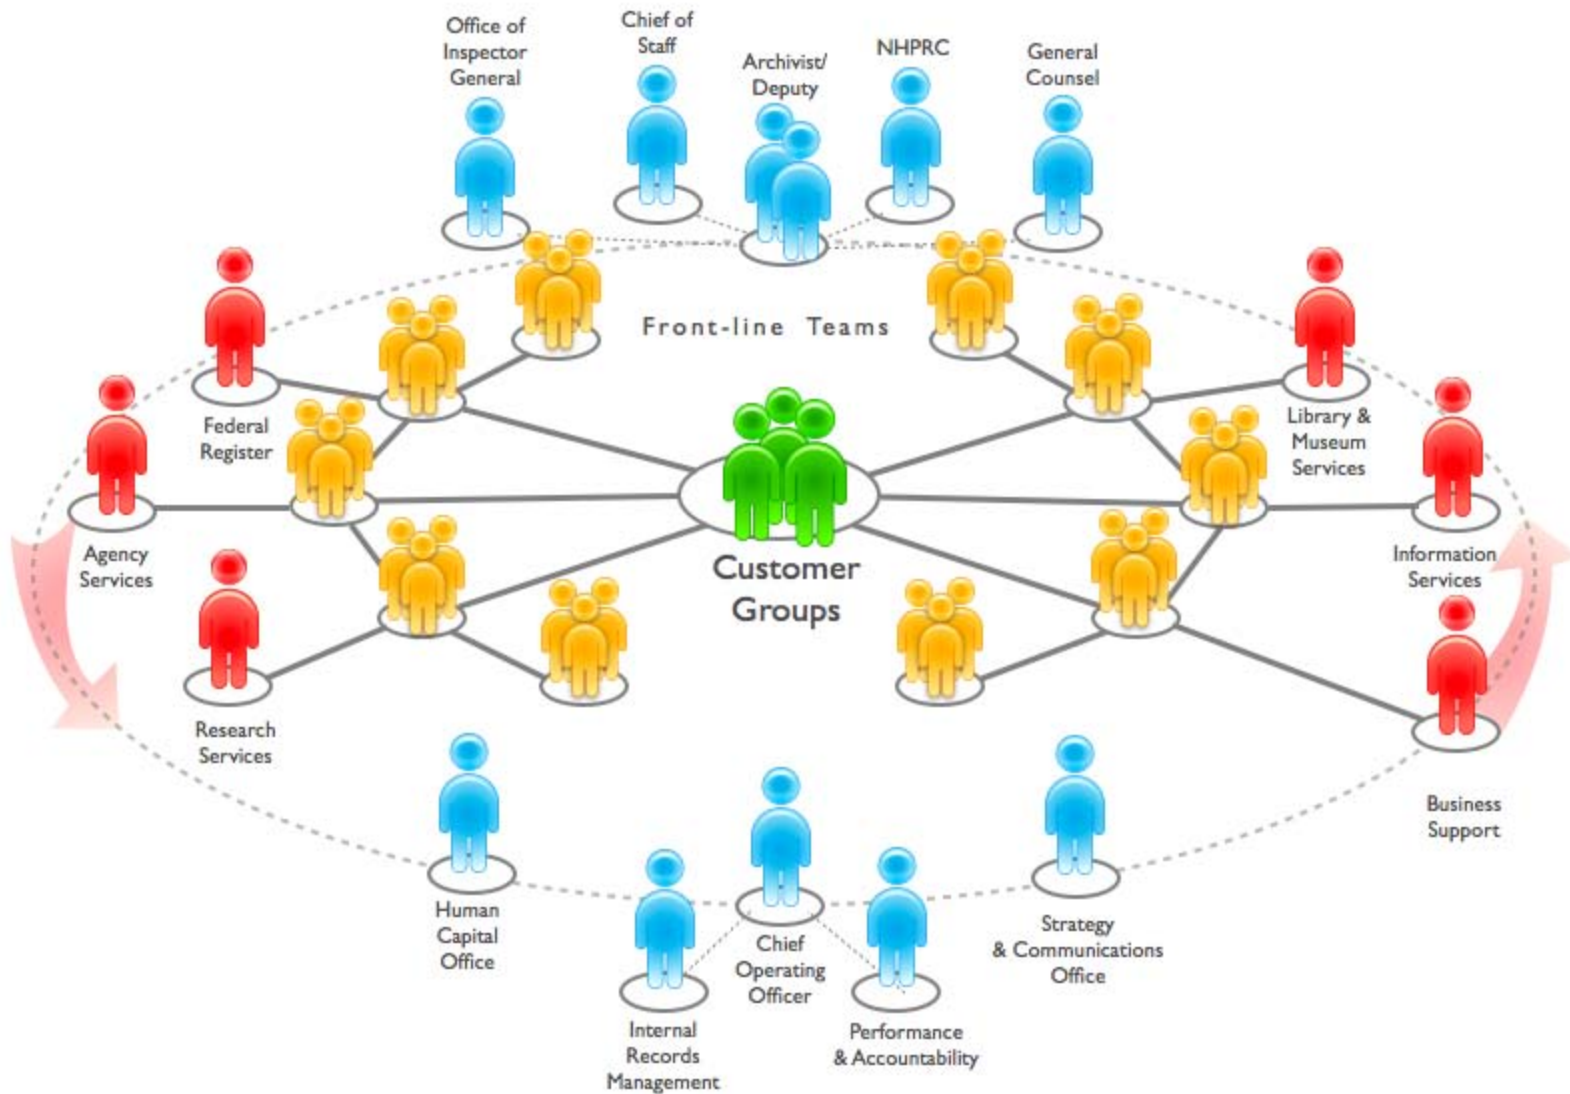 Office of
Inspector
General
Chief of
Staff
Archivist/
Deputy
NHPRC
General
Counsel
Front-line Teams
Federal
Register
Library &
Museum
Services
Agency
Services
Customer
Groups
Information
Services
Research
Services
Business
Support
Human
Capital
Office
Chief
Operating
Officer
Strategy
& Communications
Office
Internal
Records
Management
Performance
& Accountability